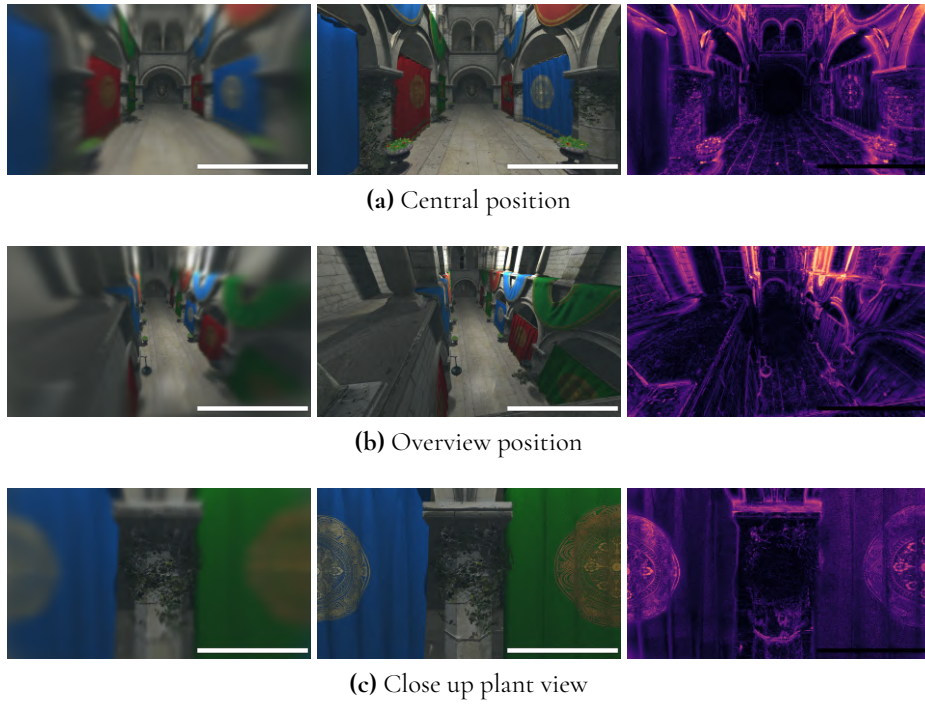 (a) Central position
(b) Overview position
(c) Close up plant view